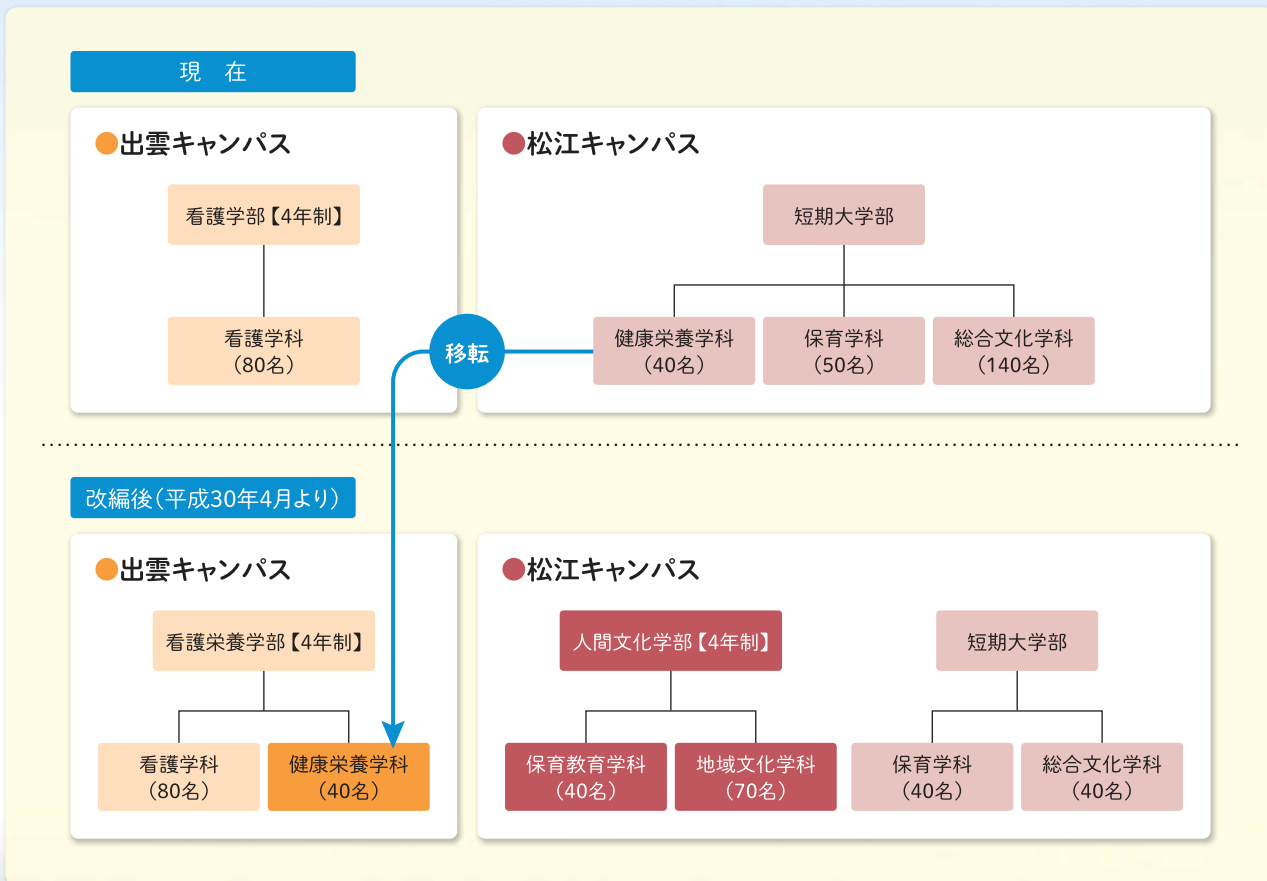 現　在
●出雲キャンパス
看護学部【4年制】
看護学科
（80名）
●松江キャンパス
短期大学部
健康栄養学科
（40名）
保育学科
（50名）
総合文化学科
（140名）
移転
改編後（平成30年4月より）
●出雲キャンパス
看護栄養学部【4年制】
看護学科
（80名）
健康栄養学科
（40名）
●松江キャンパス
人間文化学部【4年制】
保育教育学科
（40名）
地域文化学科
（70名）
短期大学部
保育学科
（40名）
総合文化学科
（40名）